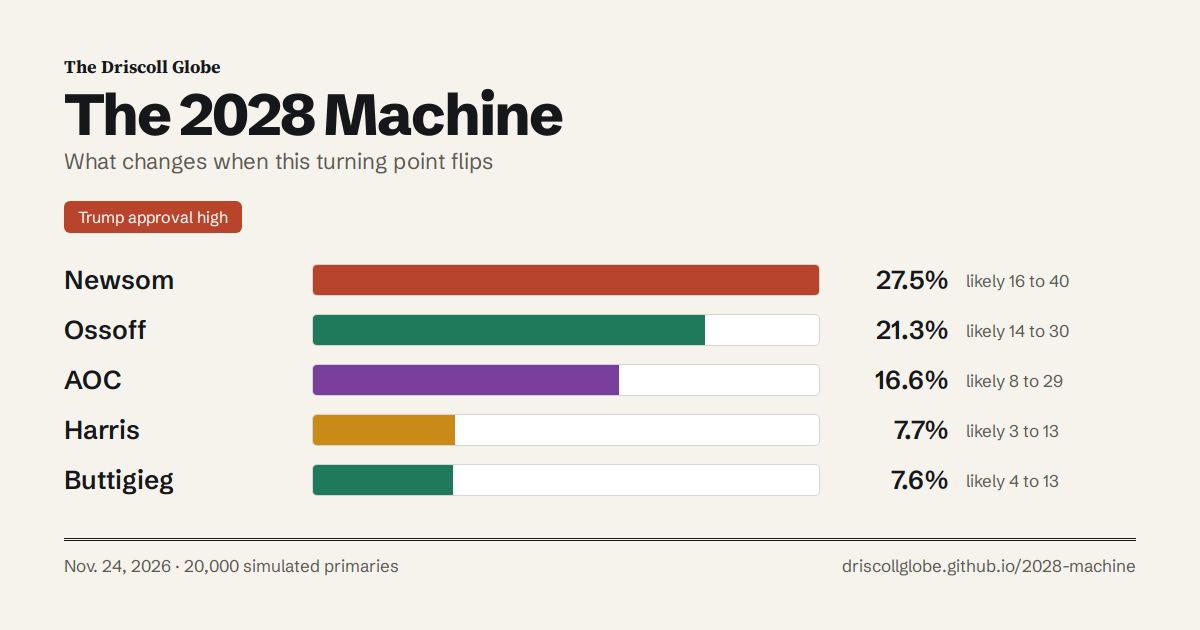 The Driscoll Globe
The 2028 Machine
What changes when this turning point flips
Trump approval high
Newsom 27.5% likely 16 to 40
Ossoff 21.3% likely 14 to 30
AOC 16.6% likely 8 to 29
Harris 7.7% likely 3 to 13
Buttigieg 7.6% likely 4 to 13
Nov. 24, 2026 · 20,000 simulated primaries driscollglobe.github.io/2028-machine